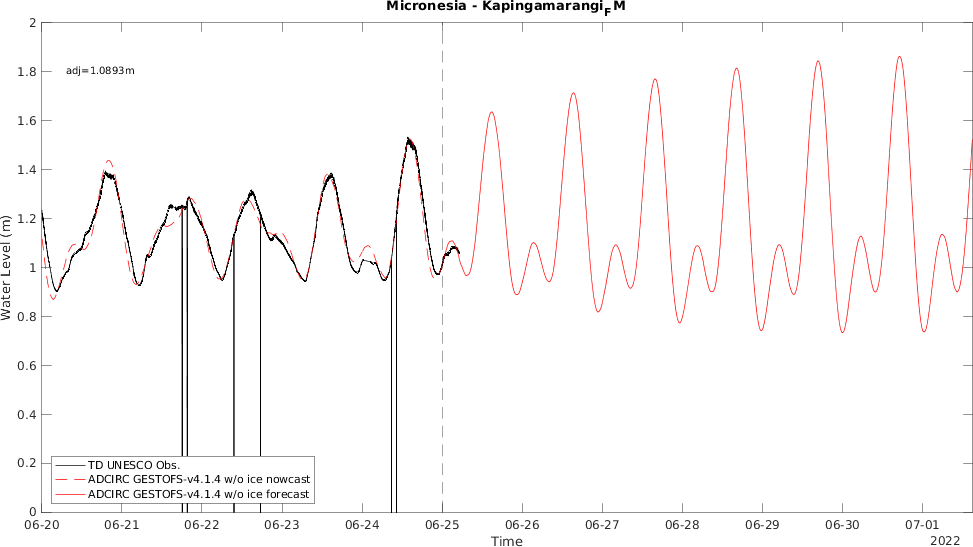 Micronesia - Kapingamarangi_FM
adj=1.0893m
Water Level (m)
2
1.8
1.6
1.4
1.2
1
0.8
0.6
0.4
0.2
0
TD UNESCO Obs.
ADCIRC GESTOFS-v4.1.4 w/o ice nowcast
ADCIRC GESTOFS-v4.1.4 w/o ice forecast
06-20 06-21 06-22 06-23 06-24 06-25 06-26 06-27 06-28 06-29 06-30 07-01
Time
2022